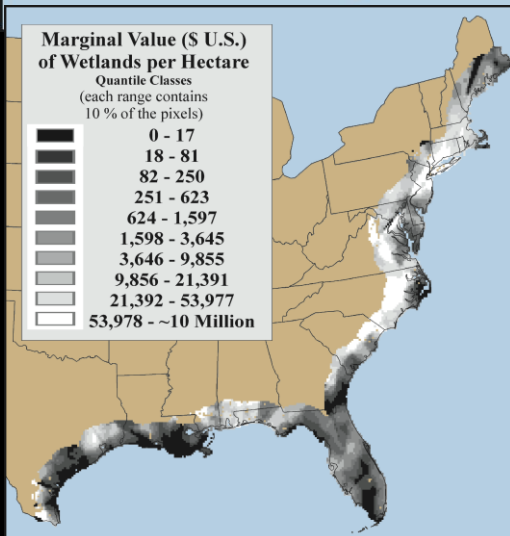 Marginal Value ($ U.S.)
of Wetlands per Hectare
Quantile Classes
(each range contains
10 % of the pixels)
0 - 17
18 - 81
82 - 250
251 - 623
624 - 1,597
1,598 - 3,645
3,646 - 9,855
9,856 - 21,391
21,392 - 53,977
53,978 - ~10 Million